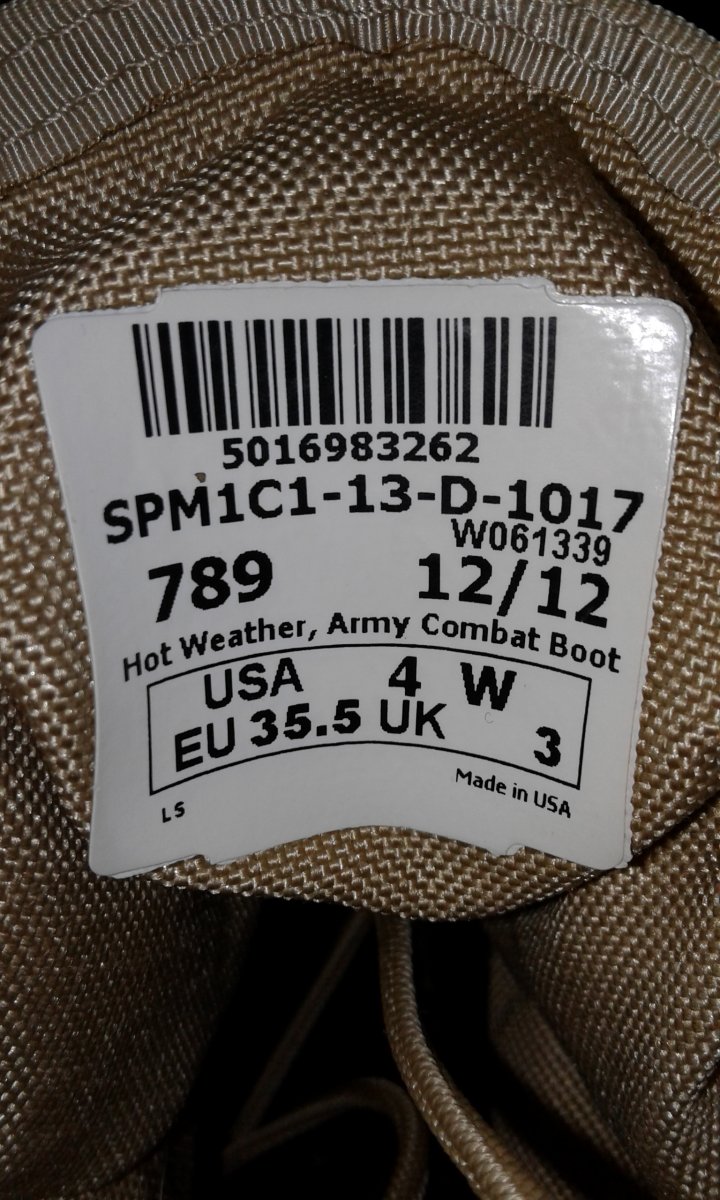 5016983262
SPM1C1-13-D-1017
W061339
789 12/12
Hot Weather, Army Combat Boot
USA 4 W
EU 35.5 UK 3
Made in USA
LS